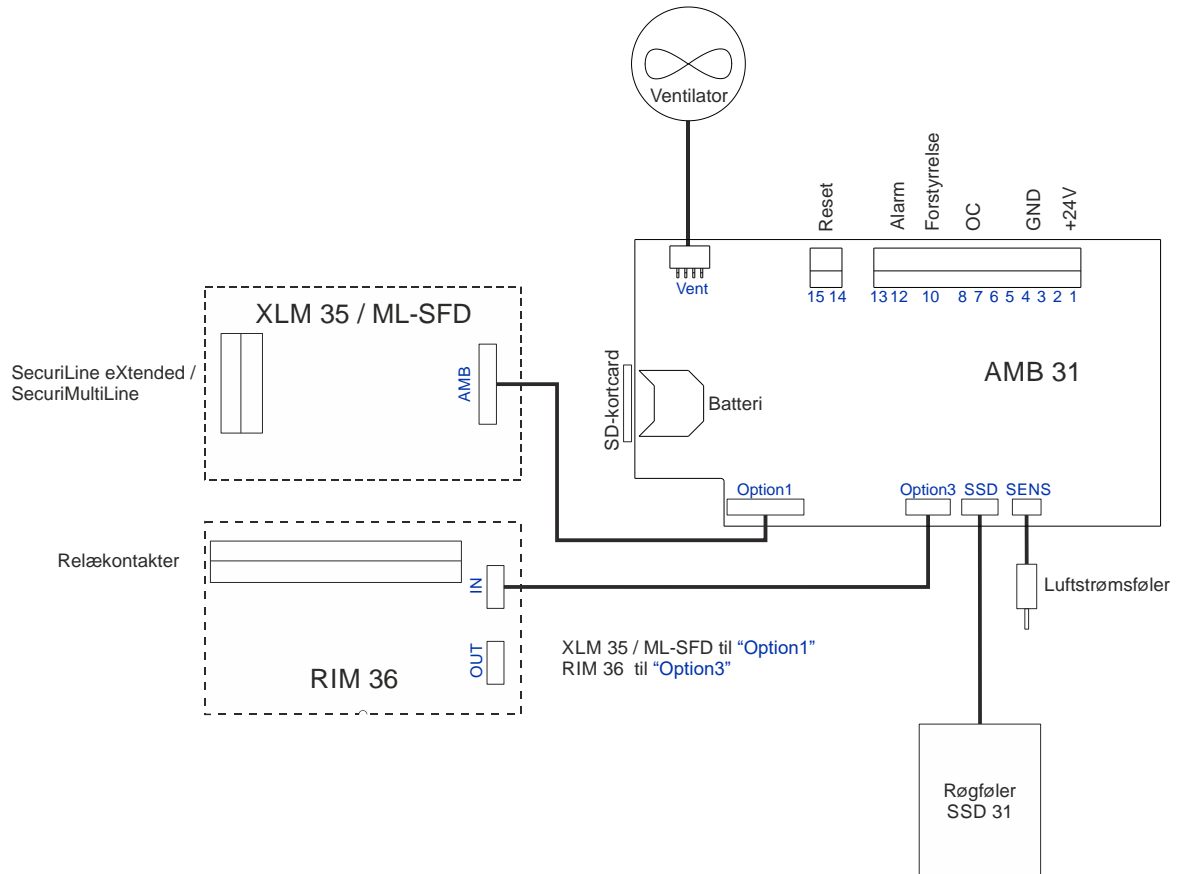 Ventilator
Reset
Alarm
Forstyrrelse
OC
GND
+24V
Vent
15 14
13 12 10 8 7 6 5 4 3 2 1
XLM 35 / ML-SFD
SecuriLine eXtended /
SecuriMultiLine
AMB
SD-kortcard
Batteri
AMB 31
Option1
Option3
SSD
SENS
Relækontakter
IN
OUT
RIM 36
Luftstrømsføler
XLM 35 / ML-SFD til “Option1”
RIM 36 til “Option3”
Røgføler
SSD 31